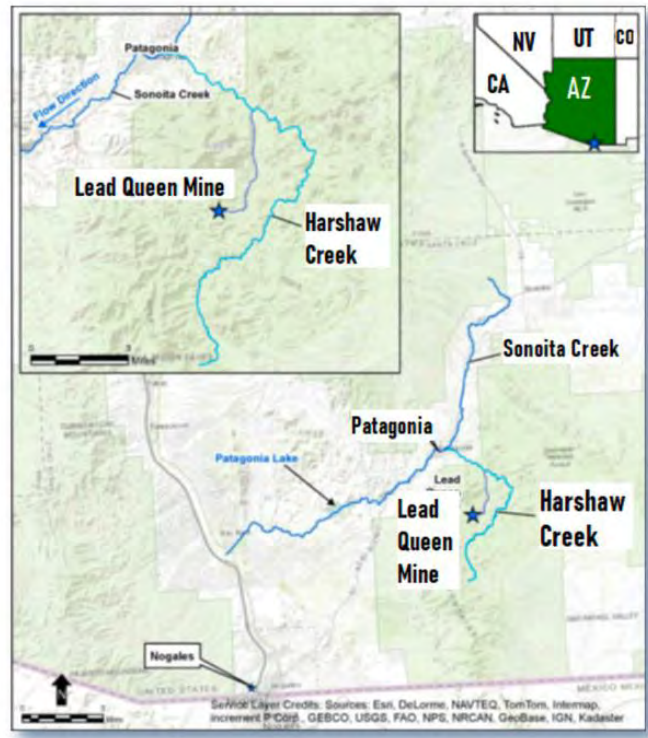 Patagonia
Sonoita Creek
Flow Direction
Lead Queen Mine
Harshaw
Creek
Miles
NV
UT
CO
CA
AZ
Sonoita Creek
Patagonia
Patagonia Lake
Lead
Lead
Queen
Mine
Harshaw
Creek
Nogales
N
UNITED STATES
Service Layer Credits: Sources: Esri, DeLorme, NAVTEQ, TomTom, Intermap,
increment P Corp., GEBCO, USGS, FAO, NPS, NRCAN, GeoBase, IGN, Kadaster